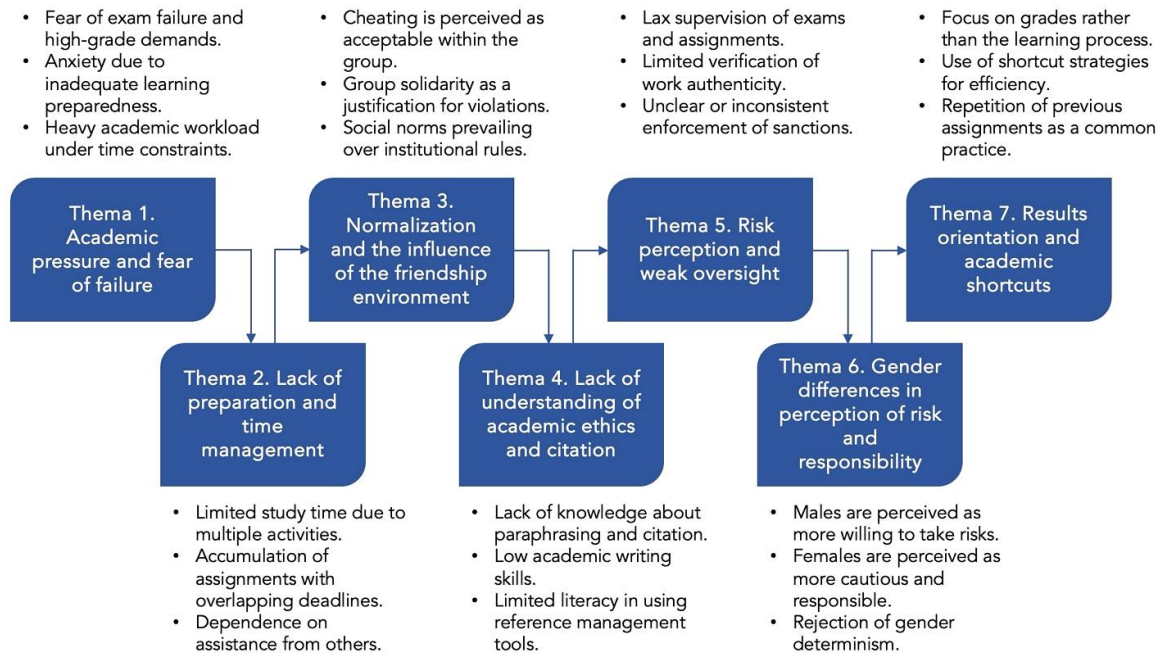 • Fear of exam failure and
high-grade demands.
• Anxiety due to
inadequate learning
preparedness.
• Heavy academic workload
under time constraints.
• Cheating is perceived as
acceptable within the
group.
• Group solidarity as a
justification for violations.
• Social norms prevailing
over institutional rules.
• Lax supervision of exams
and assignments.
• Limited verification of
work authenticity.
• Unclear or inconsistent
enforcement of sanctions.
• Focus on grades rather
than the learning process.
• Use of shortcut strategies
for efficiency.
• Repetition of previous
assignments as a common
practice.
Thema 1.
Academic
pressure and fear
of failure
Thema 3.
Normalization
and the influence
of the friendship
environment
Thema 5. Risk
perception and
weak oversight
Thema 7. Results
orientation and
academic
shortcuts
Thema 2. Lack of
preparation and
time
management
Thema 4. Lack of
understanding of
academic ethics
and citation
Thema 6. Gender
differences in
perception of risk
and
responsibility
• Limited study time due to
multiple activities.
• Accumulation of
assignments with
overlapping deadlines.
• Dependence on
assistance from others.
• Lack of knowledge about
paraphrasing and citation.
• Low academic writing
skills.
• Limited literacy in using
reference management
tools.
• Males are perceived as
more willing to take risks.
• Females are perceived as
more cautious and
responsible.
• Rejection of gender
determinism.